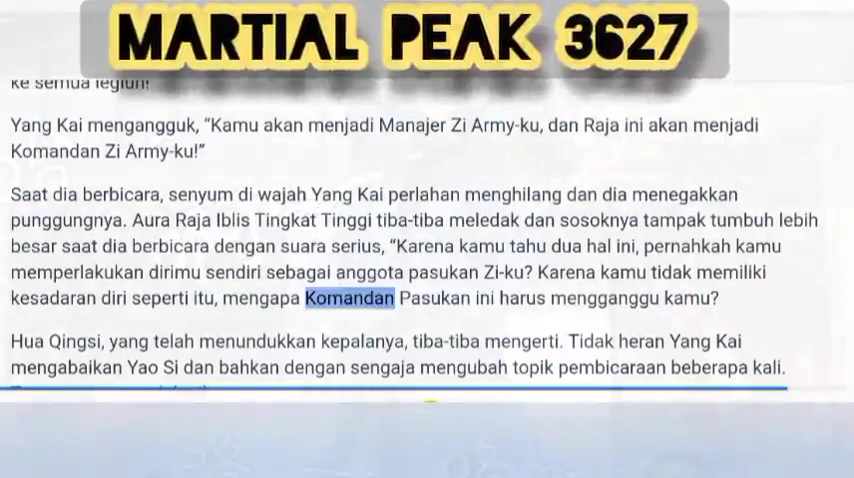 MARTIAL PEAK 3627
ke semua legiun!
Yang Kai mengangguk, “Kamu akan menjadi Manajer Zi Army-ku, dan Raja ini akan menjadi
Komandan Zi Army-ku!”
Saat dia berbicara, senyum di wajah Yang Kai perlahan menghilang dan dia menegakkan
punggungnya. Aura Raja Iblis Tingkat Tinggi tiba-tiba meledak dan sosoknya tampak tumbuh lebih
besar saat dia berbicara dengan suara serius, “Karena kamu tahu dua hal ini, pernahkah kamu
memperlakukan dirimu sendiri sebagai anggota pasukan Zi-ku? Karena kamu tidak memiliki
kesadaran diri seperti itu, mengapa Komandan Pasukan ini harus mengganggu kamu?
Hua Qingsi, yang telah menundukkan kepalanya, tiba-tiba mengerti. Tidak heran Yang Kai
mengabaikan Yao Si dan bahkan dengan sengaja mengubah topik pembicaraan beberapa kali.